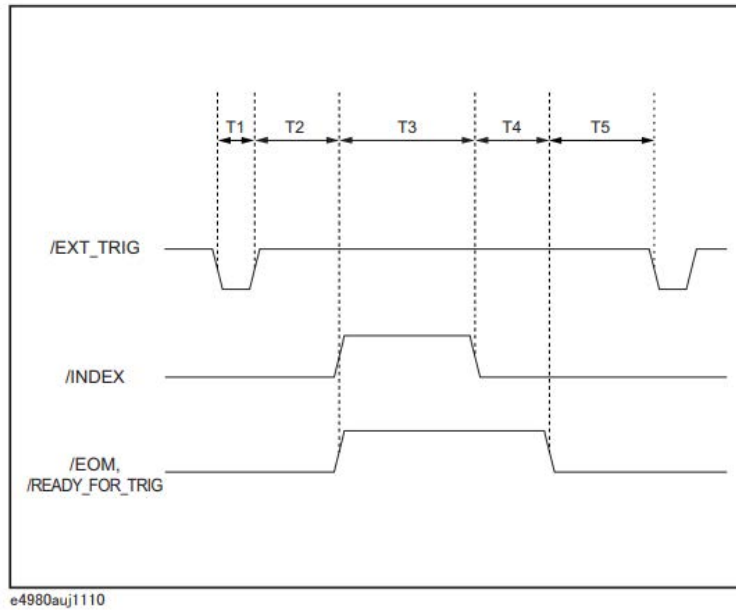 T1 T2 T3 T4 T5
/EXT_TRIG
/INDEX
/EOM,
/READY_FOR_TRIG
e4980auj1110